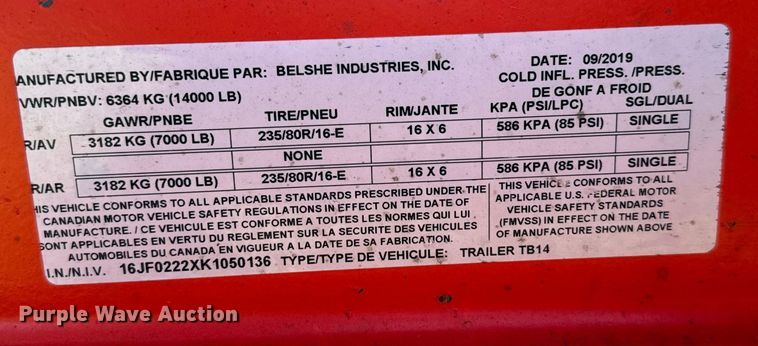 ANUFACTURED BY/FABRIQUE PAR: BELSHE INDUSTRIES, INC. DATE: 09/2019
VWR/PNBV: 6364 KG (14000 LB) COLD INFL. PRESS. /PRESS.
DE GONF A FROID
GAWR/PNBE TIRE/PNEU RIM/JANTE KPA (PSI/LPC) SGL/DUAL
R/AV 3182 KG (7000 LB) 235/80R/16-E 16 X 6 586 KPA (85 PSI) SINGLE
NONE
R/AR 3182 KG (7000 LB) 235/80R/16-E 16 X 6 586 KPA (85 PSI) SINGLE
HIS VEHICLE CONFORMS TO ALL APPLICABLE STANDARDS PRESCRIBED UNDER THE
CANADIAN MOTOR VEHICLE SAFETY REGULATIONS IN EFFECT ON THE DATE OF
MANUFACTURE. / CE VEHICULE EST CONFORME A TOUTES LES NORMES QUI LUI
SONT APPLICABLES EN VERTU DU REGLEMENT SUR LA SECURITE DES VEHICULES
AUTOMOBILES DU CANADA EN VIGUEUR A LA DATE DE SA FABRICATION.
THIS VEHICLE CONFORMS TO ALL
APPLICABLE U.S. FEDERAL MOTOR
VEHICLE SAFETY STANDARDS
(FMVSS) IN EFFECT ON THE DATE
OF MANUFACTURE SHOWN ABOVE
I.N./N.I.V. 16JF0222XK1050136 TYPE/TYPE DE VEHICULE: TRAILER TB14
Purple Wave Auction